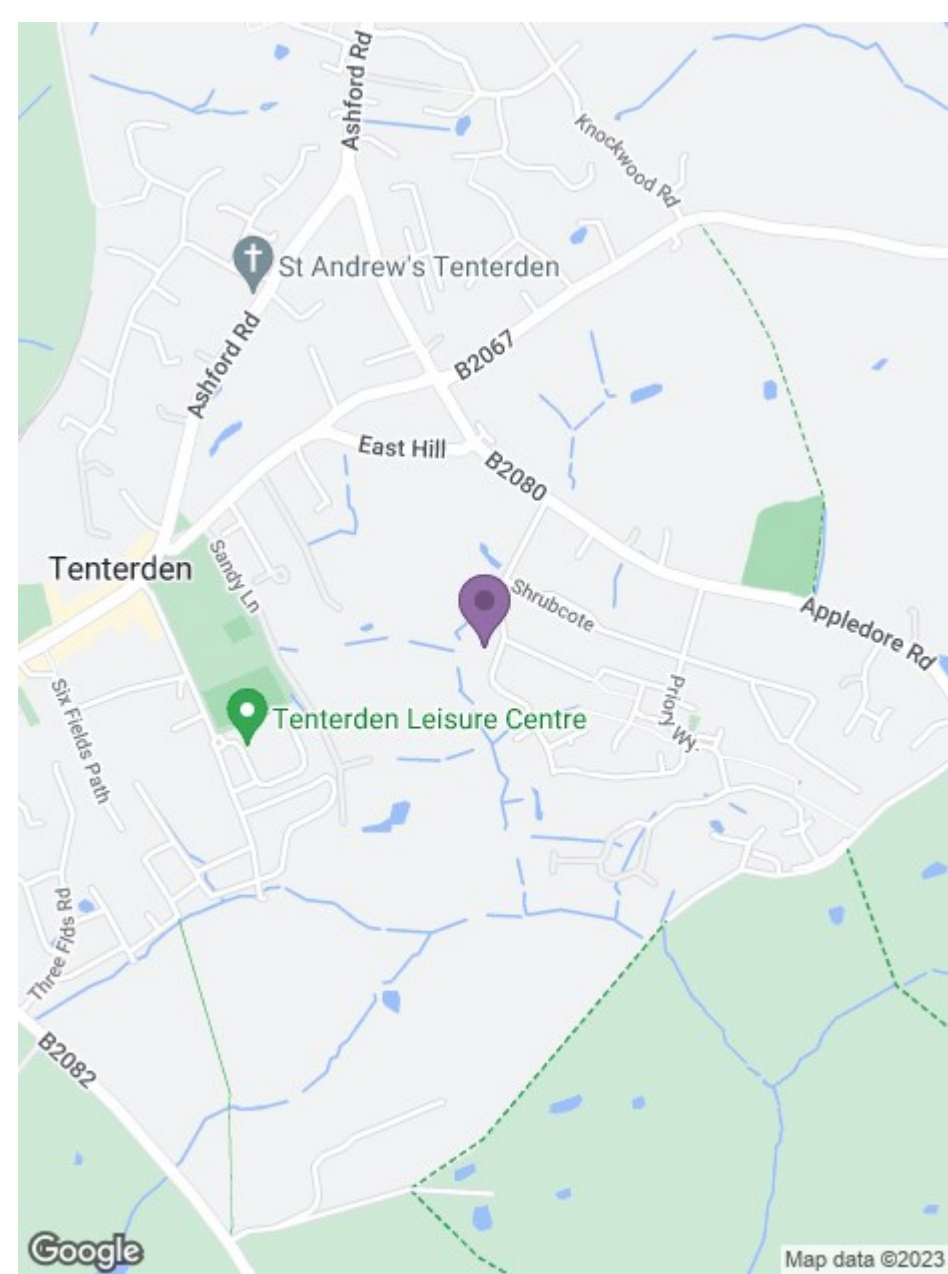 Ashford Rd
Knockwood Rd
St Andrew's Tenterden
Ashford Rd
B2067
East Hill
B2080
Tenterden
Sandy Ln
Shrubcote
Appledore Rd
Six Fields Path
Priory Wy.
Tenterden Leisure Centre
Three Flds Rd
B2082
Google
Map data ©2023